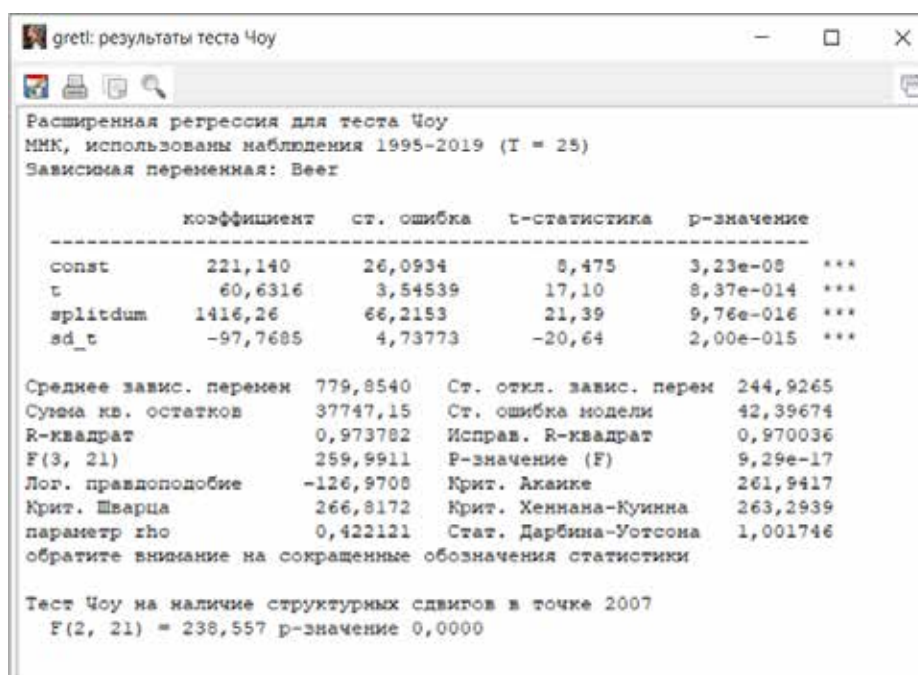 gretl: результаты теста Чоу
Расширенная регрессия для теста Чоу
МНК, использованы наблюдения 1995-2019 (T = 25)
Зависимая переменная: Beer
коэффициент ст. ошибка t-статистика p-значение
const 221,140 26,0934 8,475 3,23e-08 ***
t 60,6316 3,54539 17,10 8,37e-014 ***
splitdum 1416,26 66,2153 21,39 9,76e-016 ***
sd_t -97,7685 4,73773 -20,64 2,00e-015 ***
Среднее завис. перемен 779,8540 Ст. откл. завис. перем 244,9265
Сумма кв. остатков 37747,15 Ст. ошибка модели 42,39674
R-квадрат 0,973782 Исправ. R-квадрат 0,970036
F(3, 21) 259,9911 P-значение (F) 9,29e-17
Лог. правдоподобие -126,9708 Крит. Акаике 261,9417
Крит. Шварца 266,8172 Крит. Хеннана-Куинна 263,2939
параметр rho 0,422121 Стат. Дарбина-Уотсона 1,001746
обратите внимание на сокращенные обозначения статистики
Тест Чоу на наличие структурных сдвигов в точке 2007
F(2, 21) = 238,557 p-значение 0,0000